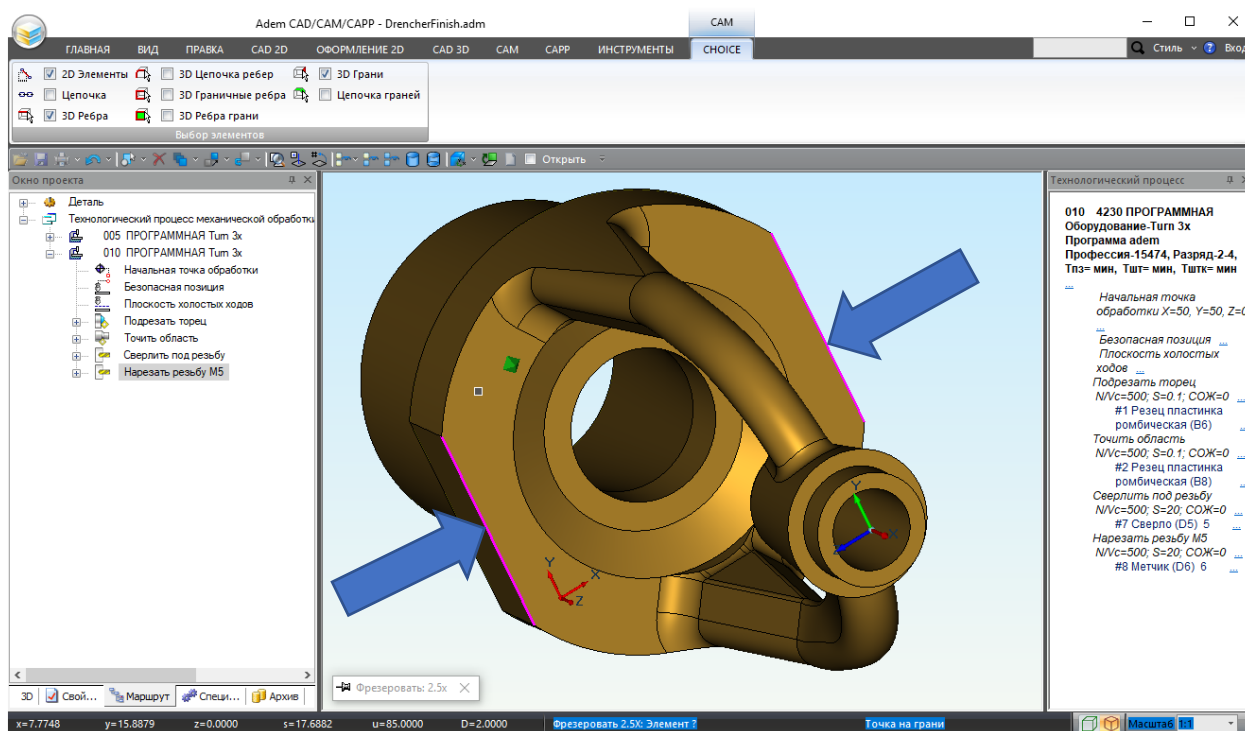 Adem CAD/CAM/CAPP - DrencherFinish.adm
CAM
ГЛАВНАЯ ВИД ПРАВКА CAD 2D ОФОРМЛЕНИЕ 2D CAD 3D CAM CAPP ИНСТРУМЕНТЫ CHOICE
Стиль ? Вход
2D Элементы 3D Цепочка ребер 3D Грани
Цепочка 3D Граничные ребра Цепочка граней
3D Ребра 3D Ребра грани
Выбор элементов
Открыть
Окно проекта
Деталь
Технологический процесс механической обработки
005 ПРОГРАММНАЯ Turn 3x
010 ПРОГРАММНАЯ Turn 3x
Начальная точка обработки
Безопасная позиция
Плоскость холостых ходов
Подрезать торец
Точить область
Сверлить под резьбу
Нарезать резьбу М5
3D Свой... Маршрут Специ... Архив
Y
X
Z
Y
X
Z
Фрезеровать: 2.5x
Технологический процесс
010 4230 ПРОГРАММНАЯ
Оборудование-Turn 3x
Программа adem
Профессия-15474, Разряд-2-4,
Тпз= мин, Тшт= мин, Тштк= мин
...
Начальная точка
обработки X=50, Y=50, Z=0
...
Безопасная позиция ...
Плоскость холостых
ходов ...
Подрезать торец
N/Vc=500; S=0.1; СОЖ=0 ...
#1 Резец пластинка
ромбическая (B6) ...
Точить область
N/Vc=500; S=0.1; СОЖ=0 ...
#2 Резец пластинка
ромбическая (B8) ...
Сверлить под резьбу
N/Vc=500; S=20; СОЖ=0 ...
#7 Сверло (D5) 5 ...
Нарезать резьбу М5
N/Vc=500; S=20; СОЖ=0 ...
#8 Метчик (D6) 6 ...
x=7.7748 y=15.8879 z=0.0000 s=17.6882 u=85.0000 D=2.0000 Фрезеровать 2.5X: Элемент ? Точка на грани Масштаб 1:1